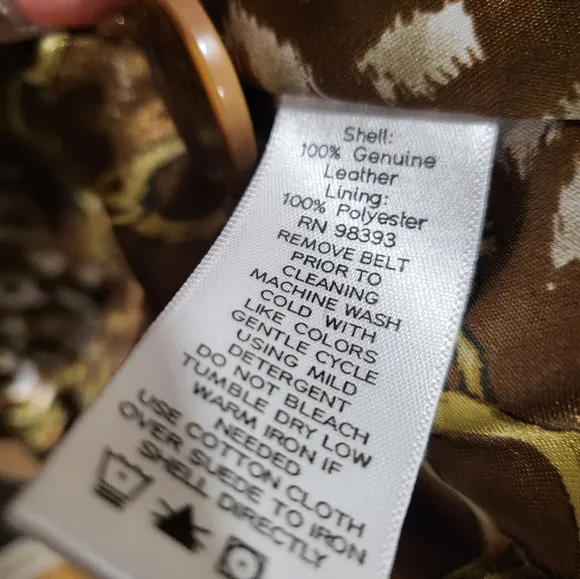 Shell:
100% Genuine
Leather
Lining:
100% Polyester
RN 98393
REMOVE BELT
PRIOR TO
CLEANING
MACHINE WASH
COLD WITH
LIKE COLORS
GENTLE CYCLE
USING MILD
DETERGENT
DO NOT BLEACH
TUMBLE DRY LOW
WARM IRON IF
NEEDED
USE COTTON CLOTH
OVER SUEDE TO IRON
SHELL DIRECTLY